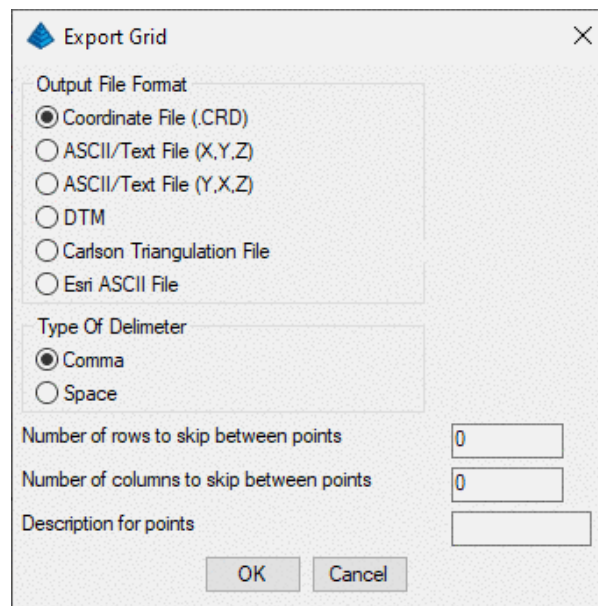 Export Grid
Output File Format
Coordinate File (.CRD)
ASCII/Text File (X,Y,Z)
ASCII/Text File (Y,X,Z)
DTM
Carlson Triangulation File
Esri ASCII File
Type Of Delimeter
Comma
Space
Number of rows to skip between points 0
Number of columns to skip between points 0
Description for points
OK Cancel